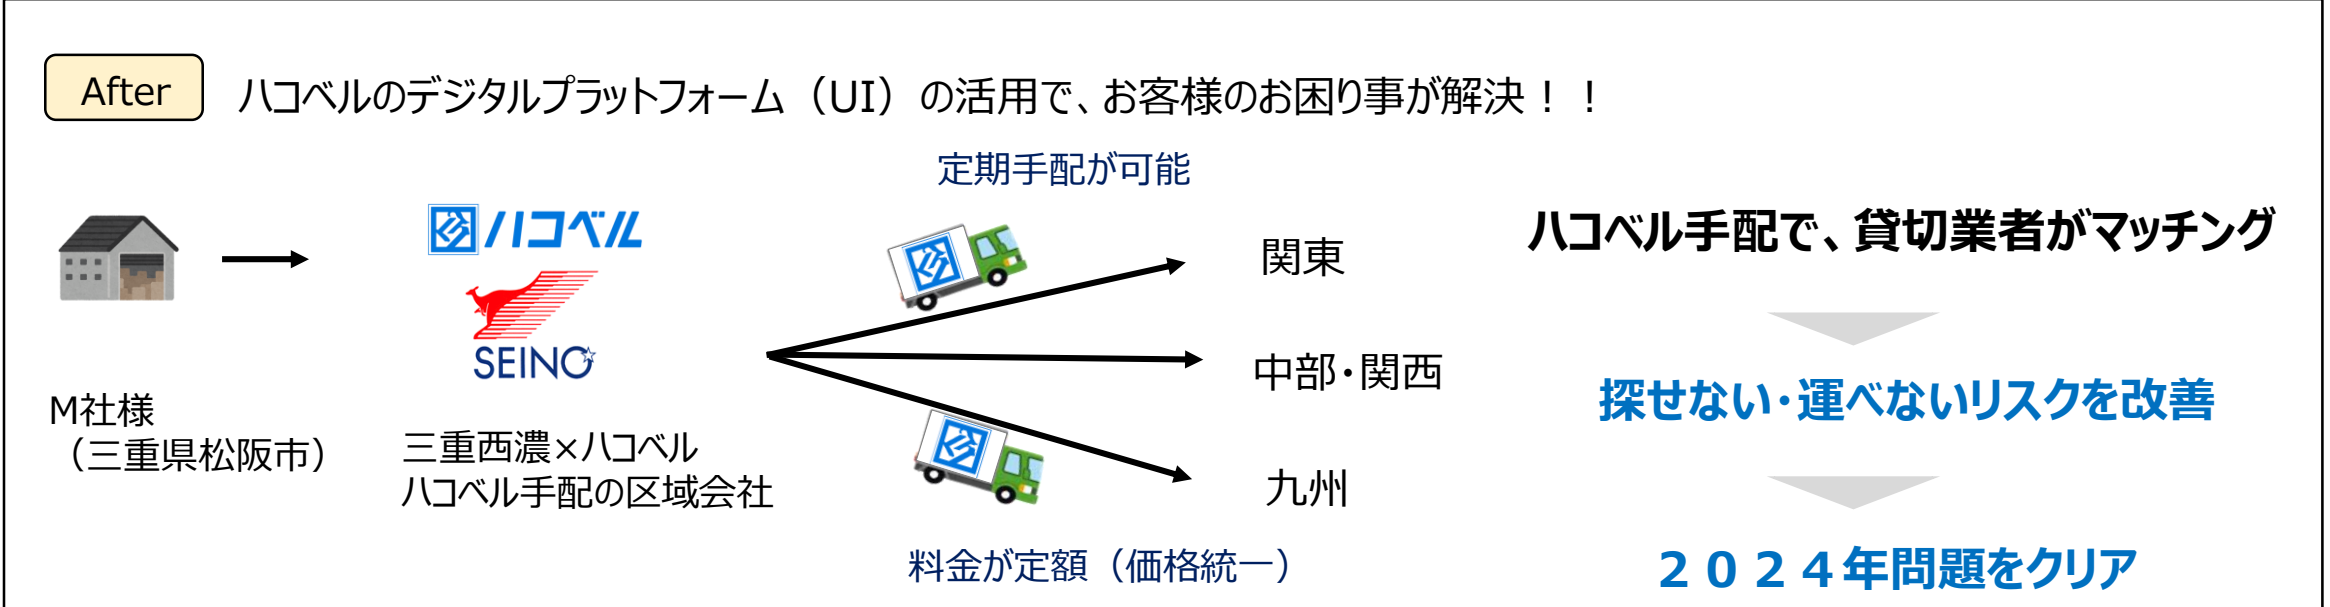 After
ハコベルのデジタルプラットフォーム（UI）の活用で、お客様のお困り事が解決！！
定期手配が可能
ハコベル
SEINO
M社様
（三重県松阪市）
三重西濃×ハコベル
ハコベル手配の区域会社
関東
中部・関西
九州
料金が定額（価格統一）
ハコベル手配で、貸切業者がマッチング
探せない・運べないリスクを改善
２０２４年問題をクリア